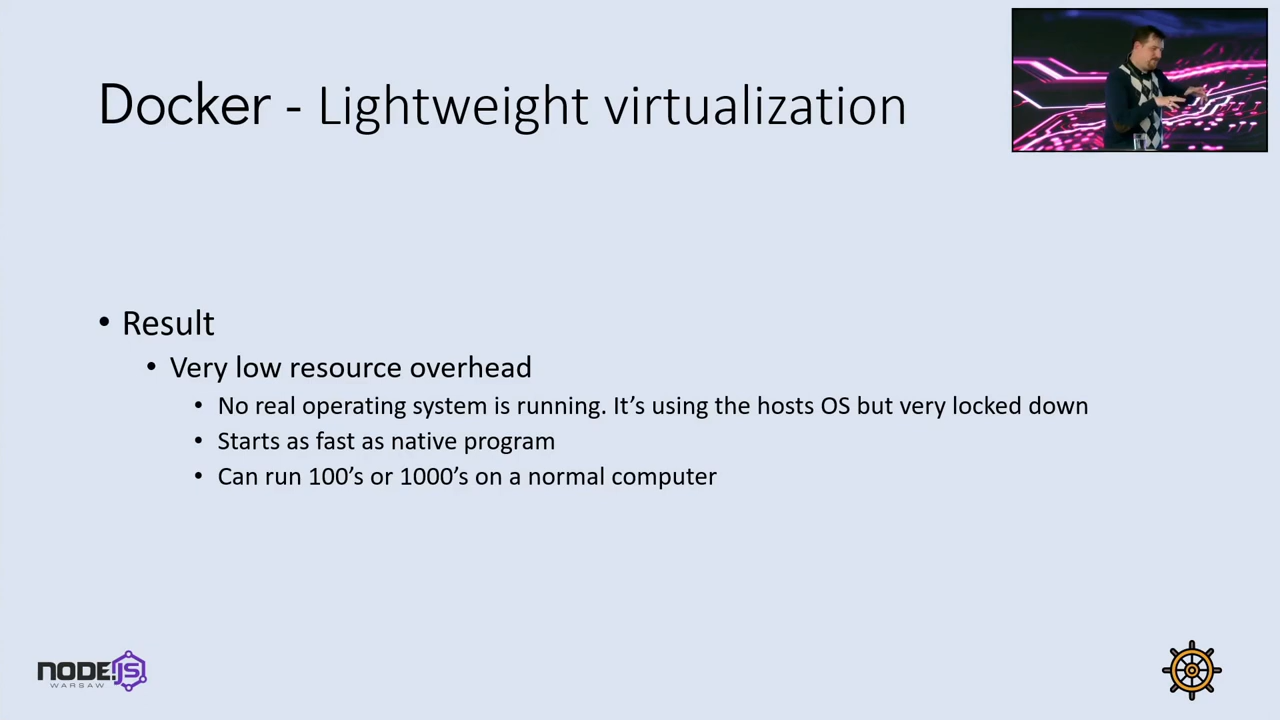 Docker - Lightweight virtualization
• Result
• Very low resource overhead
• No real operating system is running. It’s using the hosts OS but very locked down
• Starts as fast as native program
• Can run 100’s or 1000’s on a normal computer
NODE JS
WARSAW